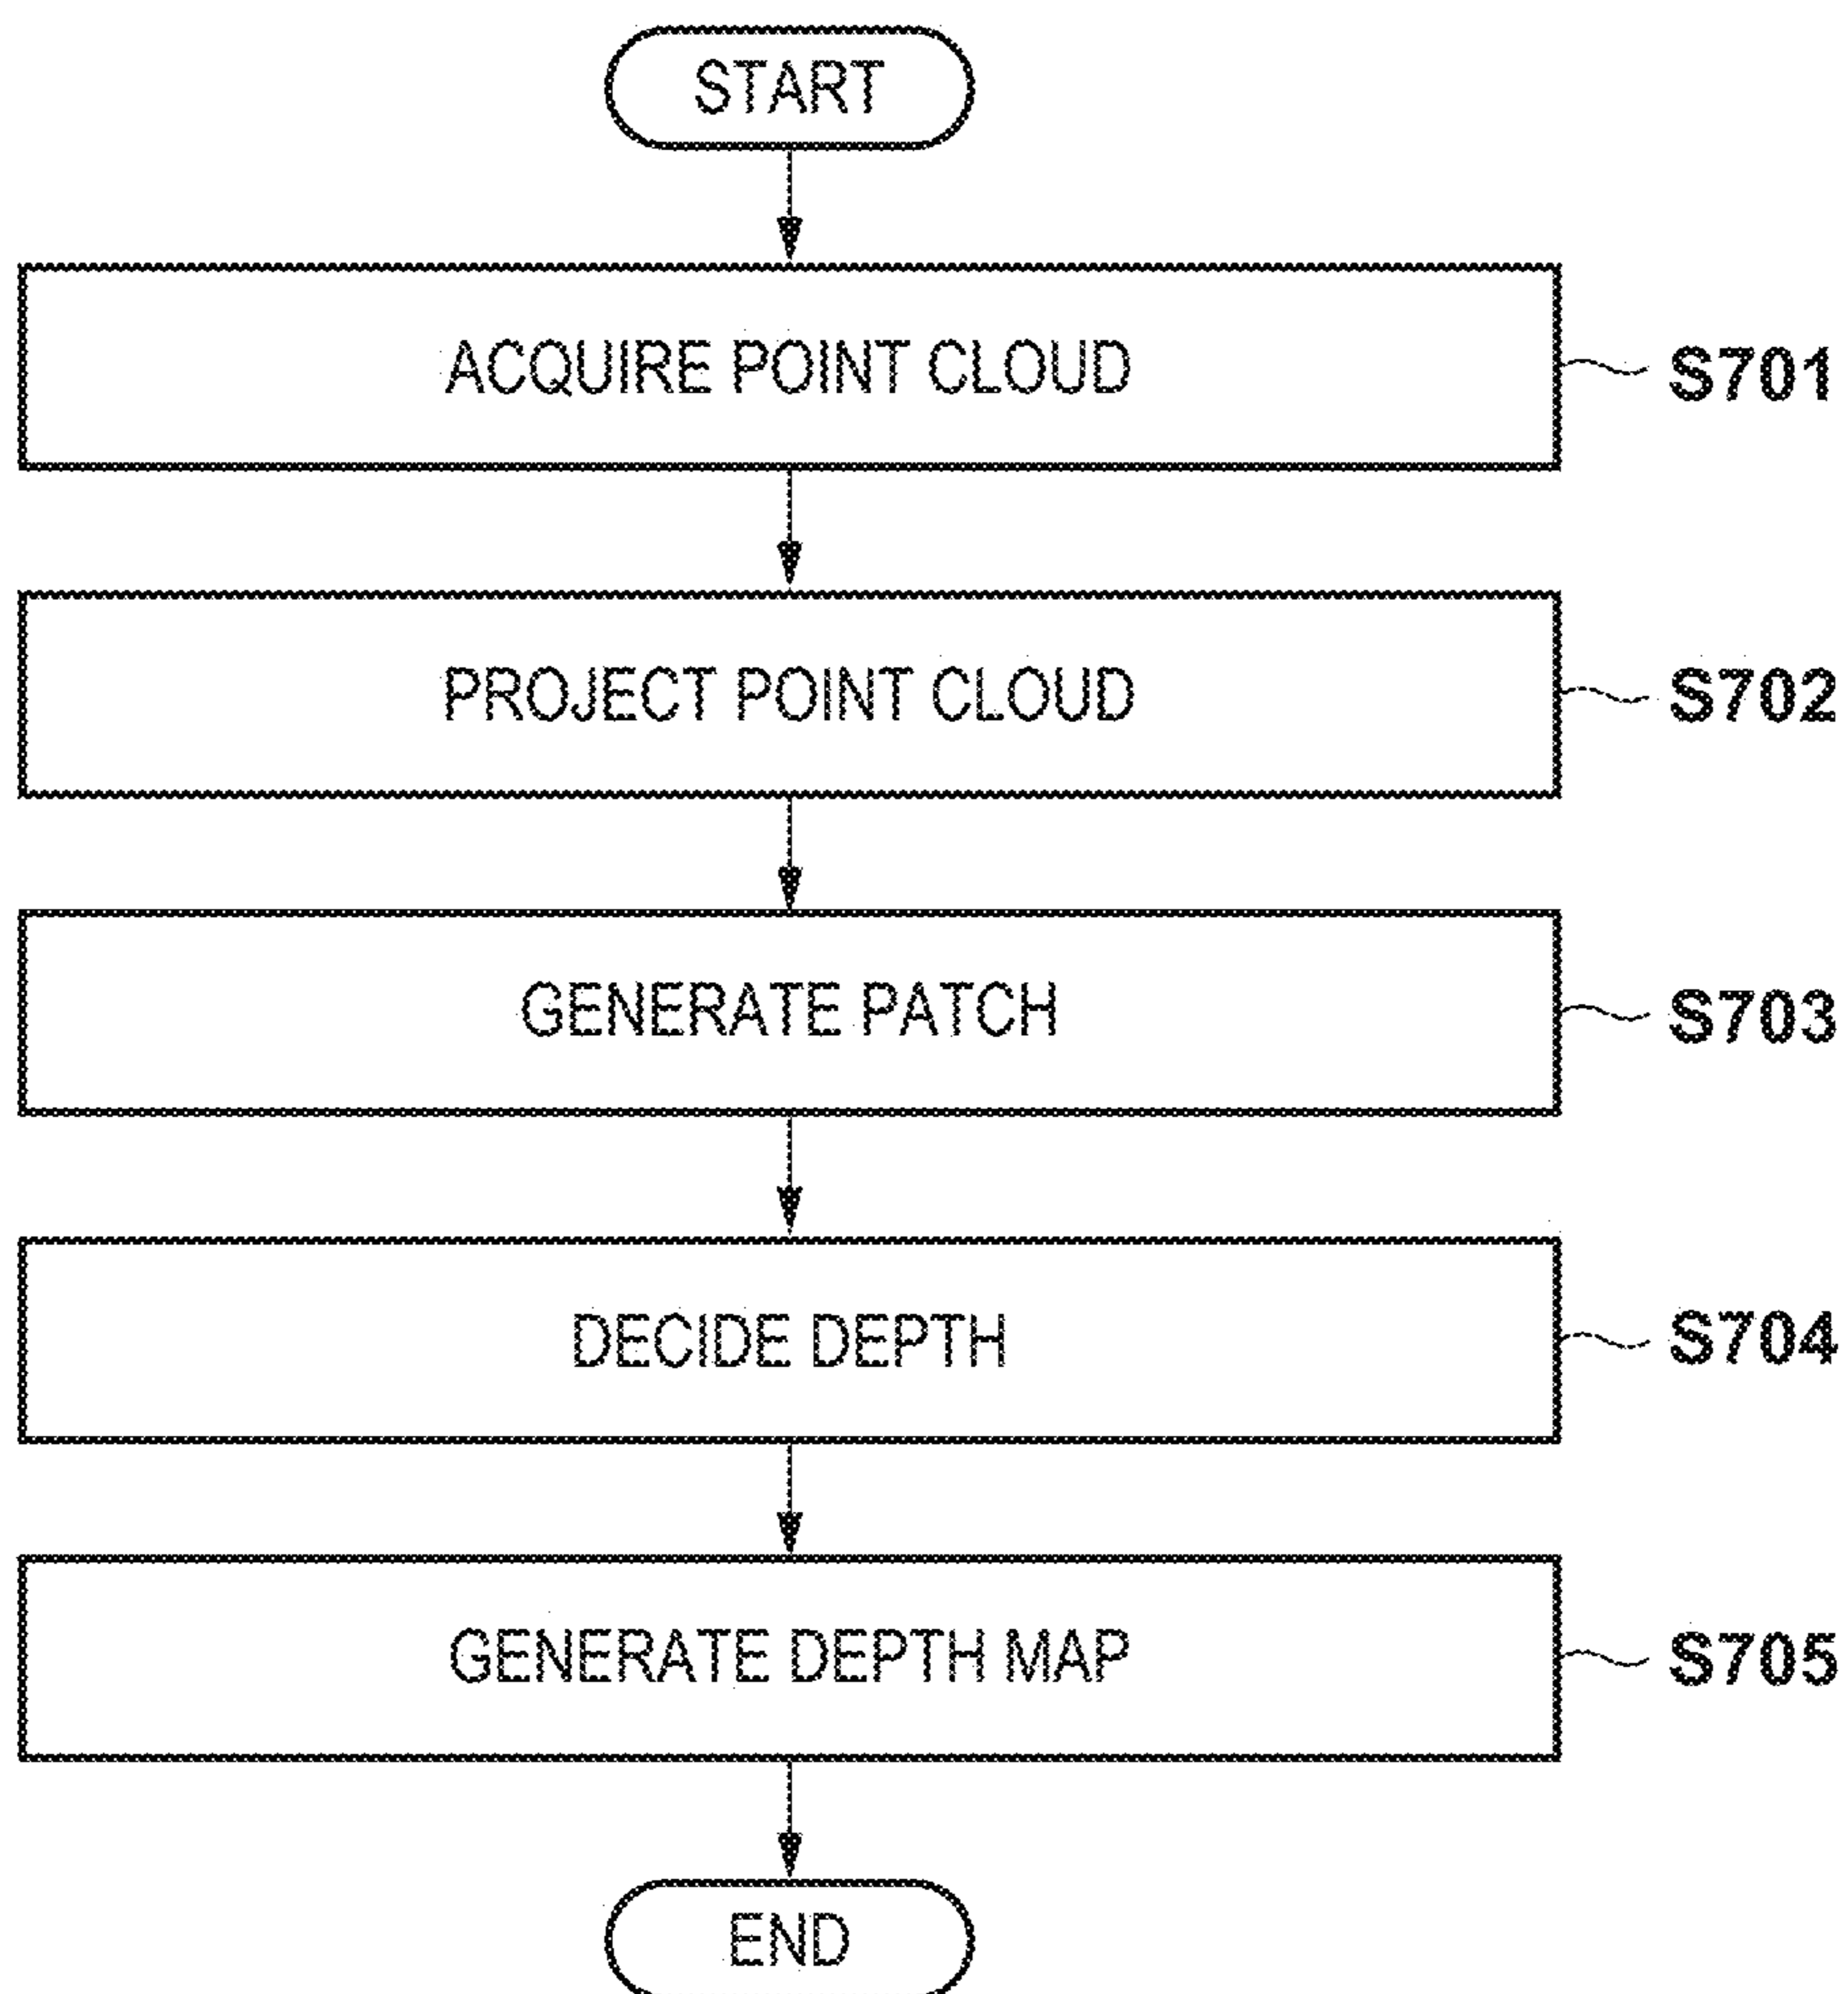 START
ACQUIRE POINT CLOUD
S701
PROJECT POINT CLOUD
S702
GENERATE PATCH
S703
DECIDE DEPTH
S704
GENERATE DEPTH MAP
S705
END